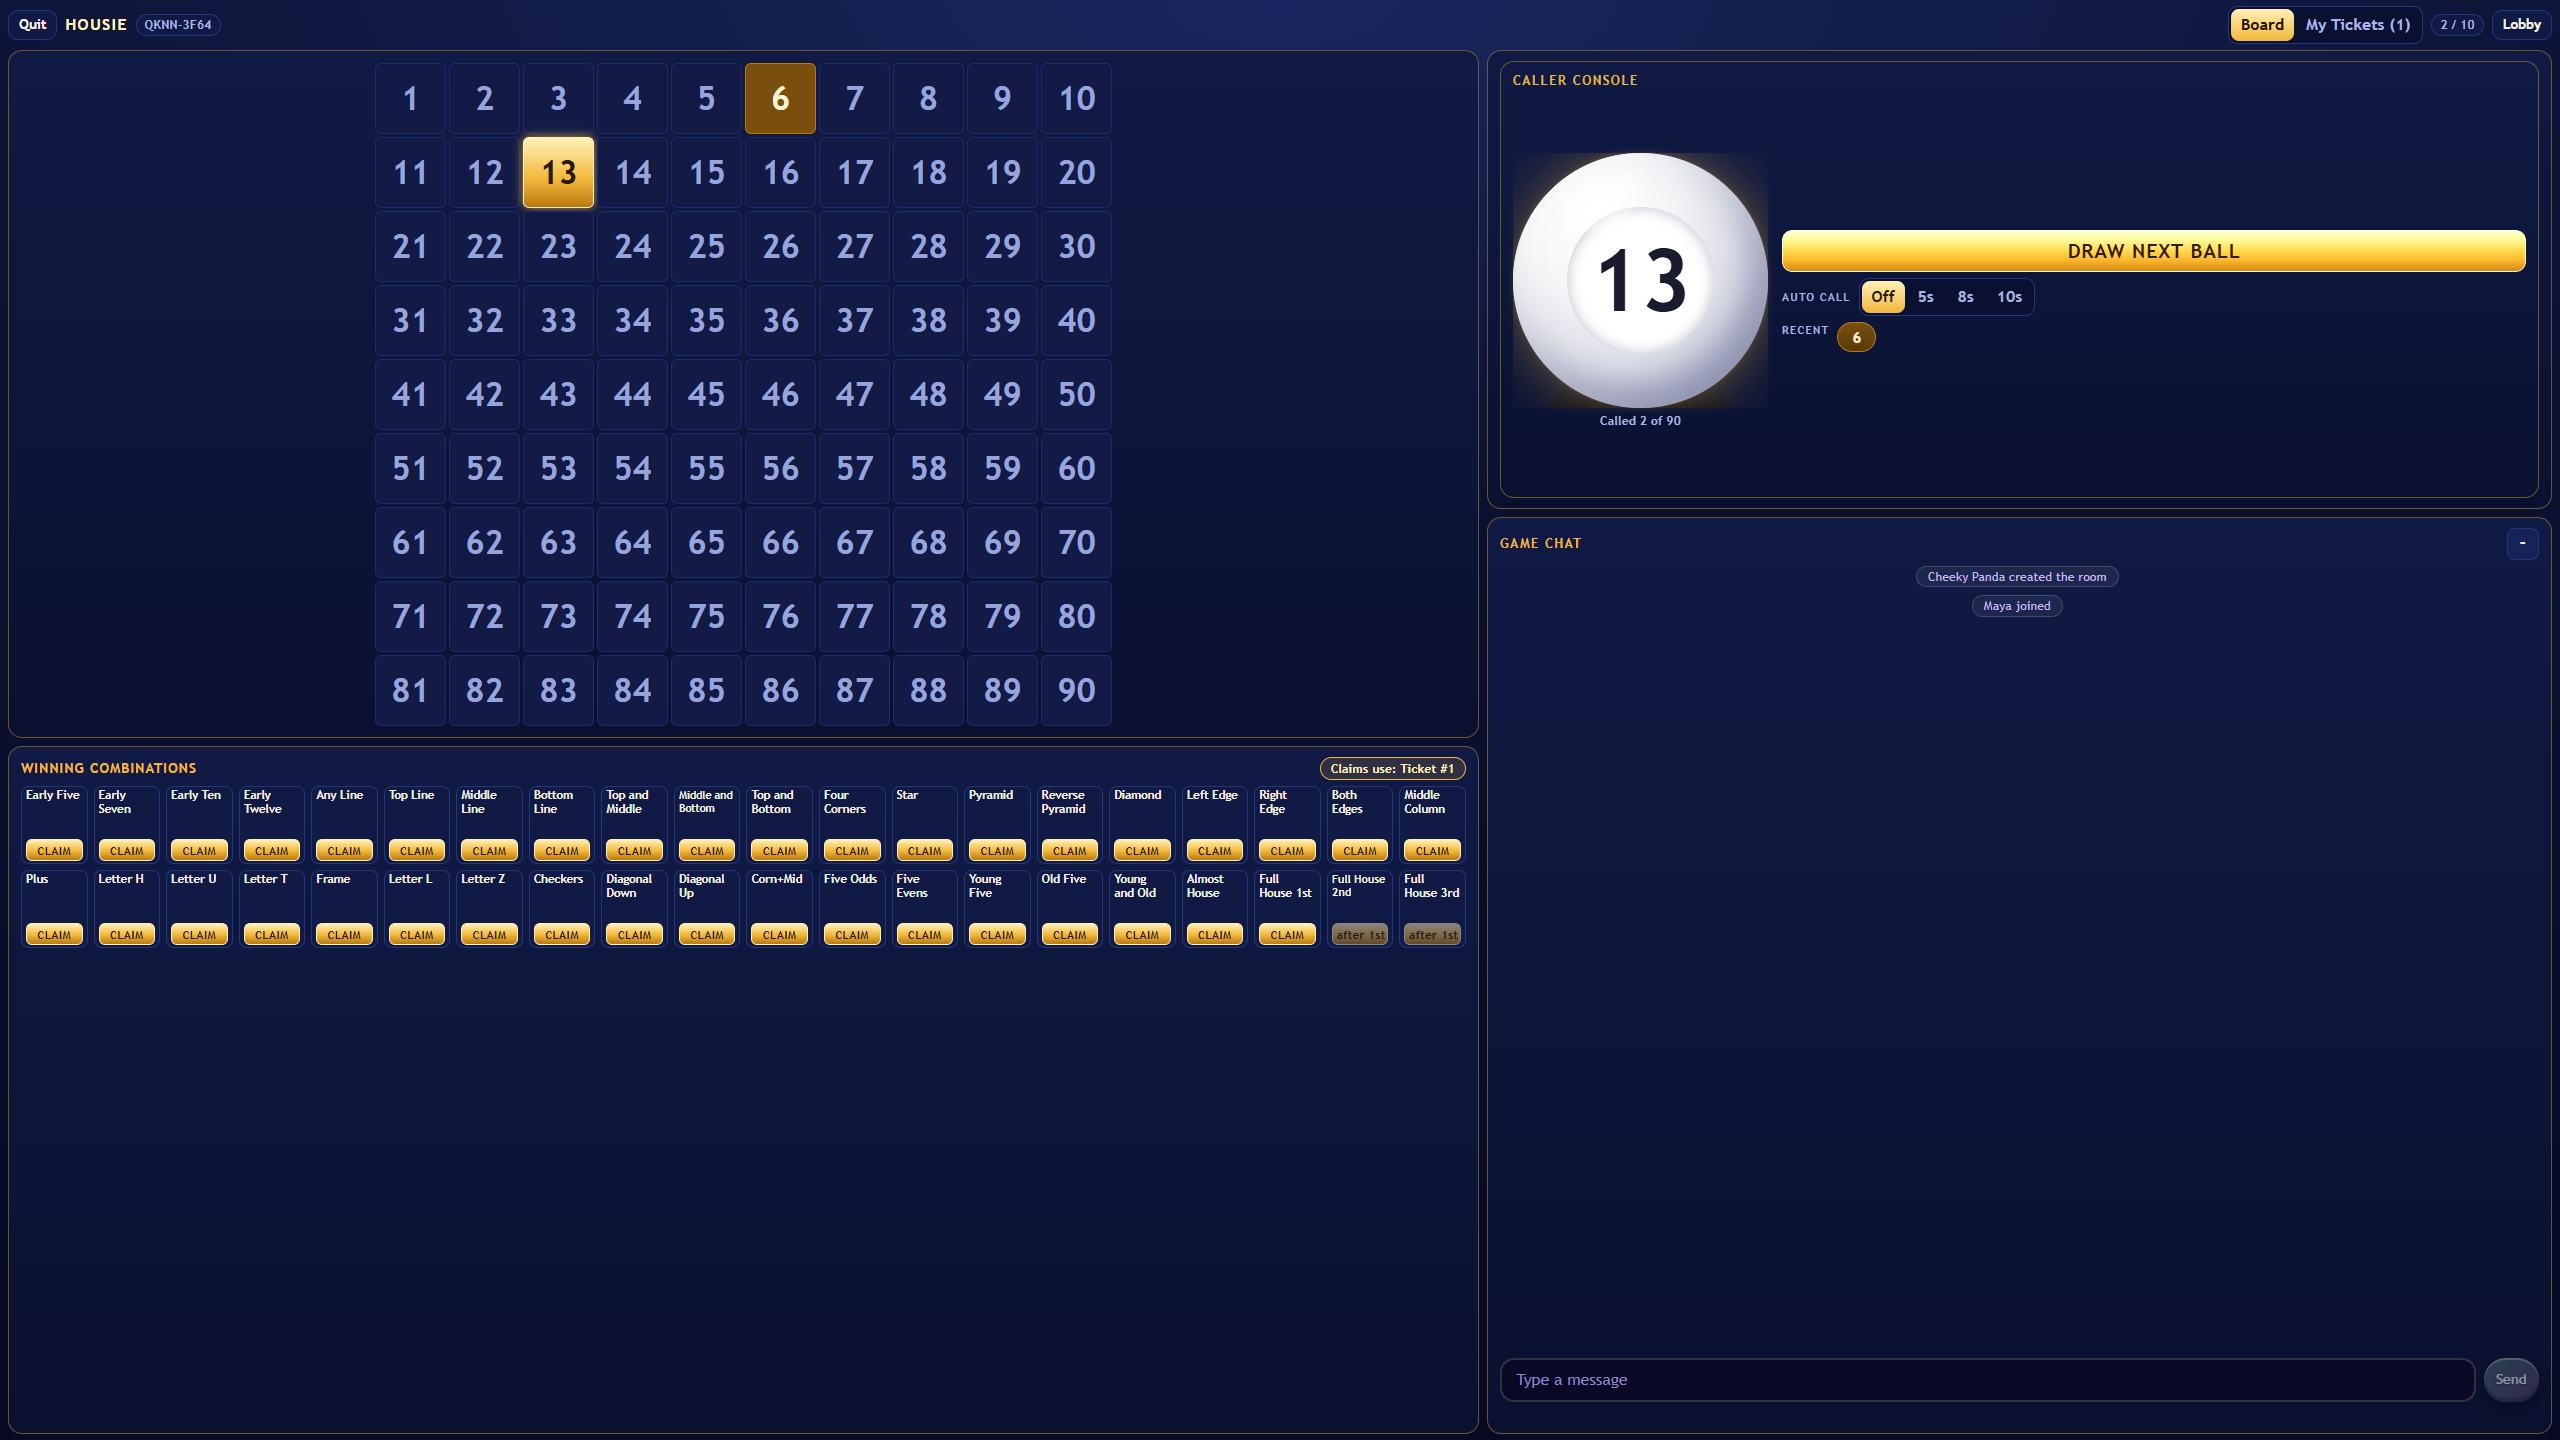 Quit HOUSIE QKNN-3F64 Board My Tickets (1) 2 / 10 Lobby
1 2 3 4 5 6 7 8 9 10
11 12 13 14 15 16 17 18 19 20
21 22 23 24 25 26 27 28 29 30
31 32 33 34 35 36 37 38 39 40
41 42 43 44 45 46 47 48 49 50
51 52 53 54 55 56 57 58 59 60
61 62 63 64 65 66 67 68 69 70
71 72 73 74 75 76 77 78 79 80
81 82 83 84 85 86 87 88 89 90
CALLER CONSOLE
13
Called 2 of 90
DRAW NEXT BALL
AUTO CALL Off 5s 8s 10s
RECENT 6
WINNING COMBINATIONS Claims use: Ticket #1
Early Five Early Seven Early Ten Early Twelve Any Line Top Line Middle Line Bottom Line Top and Middle Middle and Bottom Top and Bottom Four Corners Star Pyramid Reverse Pyramid Diamond Left Edge Right Edge Both Edges Middle Column
CLAIM CLAIM CLAIM CLAIM CLAIM CLAIM CLAIM CLAIM CLAIM CLAIM CLAIM CLAIM CLAIM CLAIM CLAIM CLAIM CLAIM CLAIM CLAIM CLAIM
Plus Letter H Letter U Letter T Frame Letter L Letter Z Checkers Diagonal Down Diagonal Up Corn+Mid Five Odds Five Evens Young Five Old Five Young and Old Almost House Full House 1st Full House 2nd Full House 3rd
CLAIM CLAIM CLAIM CLAIM CLAIM CLAIM CLAIM CLAIM CLAIM CLAIM CLAIM CLAIM CLAIM CLAIM CLAIM CLAIM CLAIM CLAIM after 1st after 1st
GAME CHAT -
Cheeky Panda created the room
Maya joined
Type a message Send